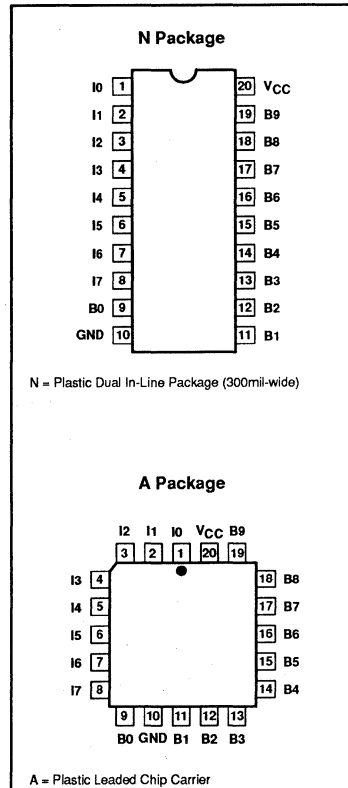 N Package
I0 1 20 VCC
I1 2 19 B9
I2 3 18 B8
I3 4 17 B7
I4 5 16 B6
I5 6 15 B5
I6 7 14 B4
I7 8 13 B3
B0 9 12 B2
GND 10 11 B1
N = Plastic Dual In-Line Package (300mil-wide)
A Package
I2 I1 I0 VCC B9
3 2 1 20 19
I3 4 18 B8
I4 5 17 B7
I5 6 16 B6
I6 7 15 B5
I7 8 14 B4
9 10 11 12 13
B0 GND B1 B2 B3
A = Plastic Leaded Chip Carrier